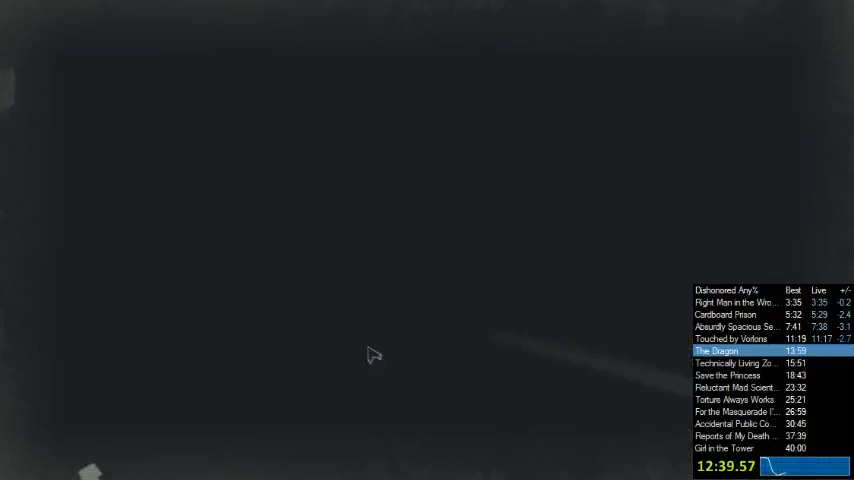 Dishonored Any% Best Live +/-
Right Man in the Wro... 3:35 3:35 -0.2
Cardboard Prison 5:32 5:29 -2.4
Absurdly Spacious Se... 7:41 7:38 -3.1
Touched by Vorlons 11:19 11:17 -2.7
The Dragon 13:59
Technically Living Zo... 15:51
Save the Princess 18:43
Reluctant Mad Scient... 23:32
Torture Always Works 25:21
For the Masquerade I'... 26:59
Accidental Public Co... 30:45
Reports of My Death ... 37:39
Girl in the Tower 40:00
12:39.57